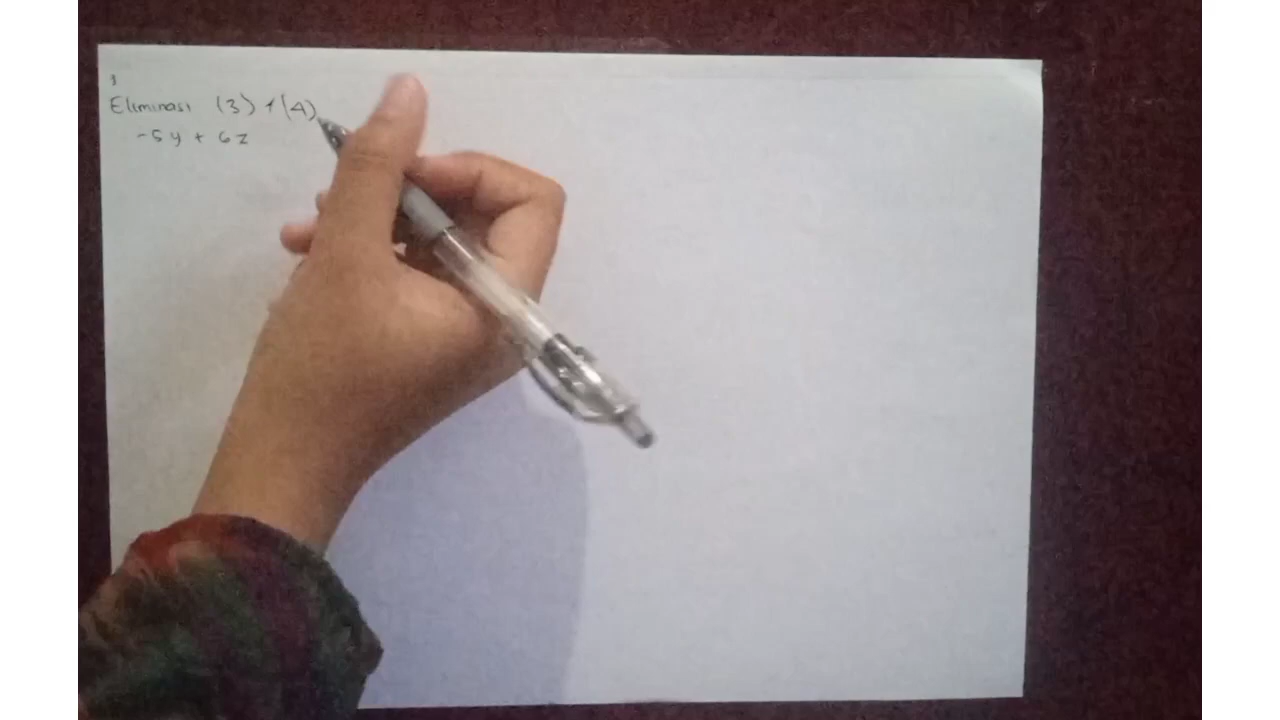 Eliminasi (3) & (4)
-5y + 6z